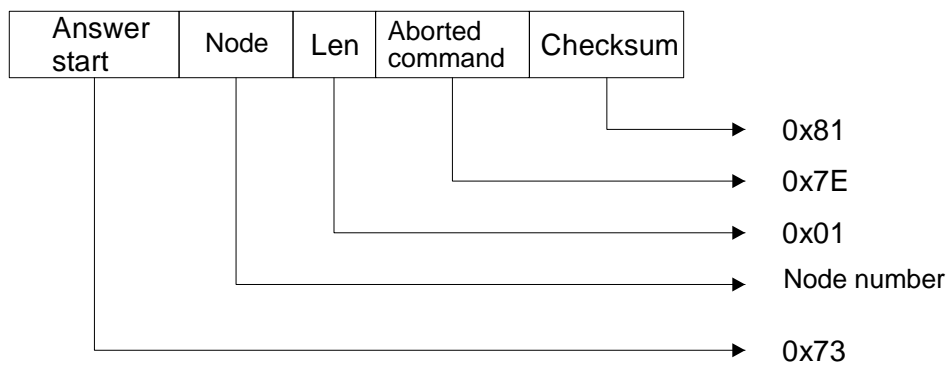 Answer
start
Node
Len
Aborted
command
Checksum
0x81
0x7E
0x01
Node number
0x73